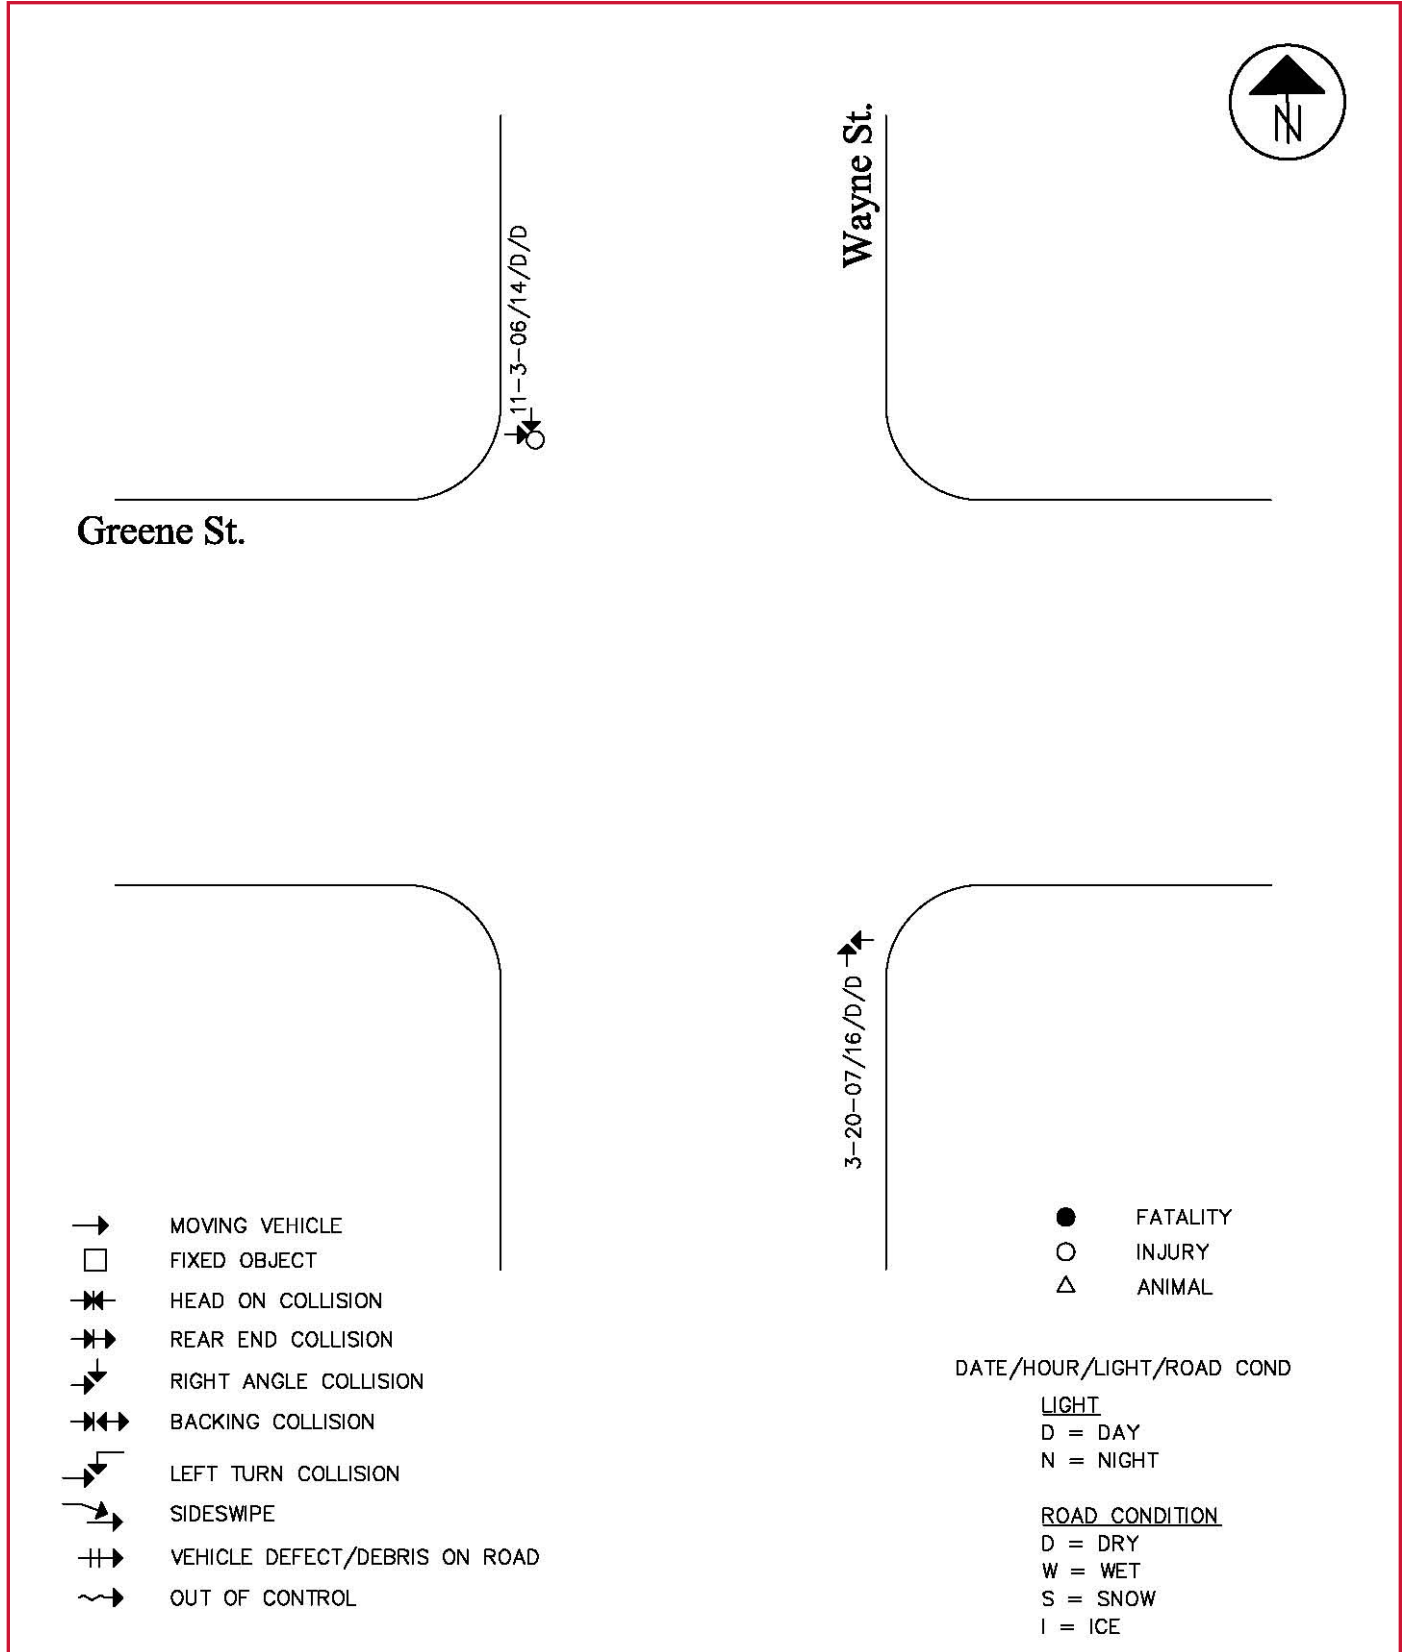 N
Wayne St.
11-3-06/14/D/D
Greene St.
3-20-07/16/D/D
MOVING VEHICLE
FIXED OBJECT
HEAD ON COLLISION
REAR END COLLISION
RIGHT ANGLE COLLISION
BACKING COLLISION
LEFT TURN COLLISION
SIDESWIPE
VEHICLE DEFECT/DEBRIS ON ROAD
OUT OF CONTROL
FATALITY
INJURY
ANIMAL
DATE/HOUR/LIGHT/ROAD COND
LIGHT
D = DAY
N = NIGHT
ROAD CONDITION
D = DRY
W = WET
S = SNOW
I = ICE